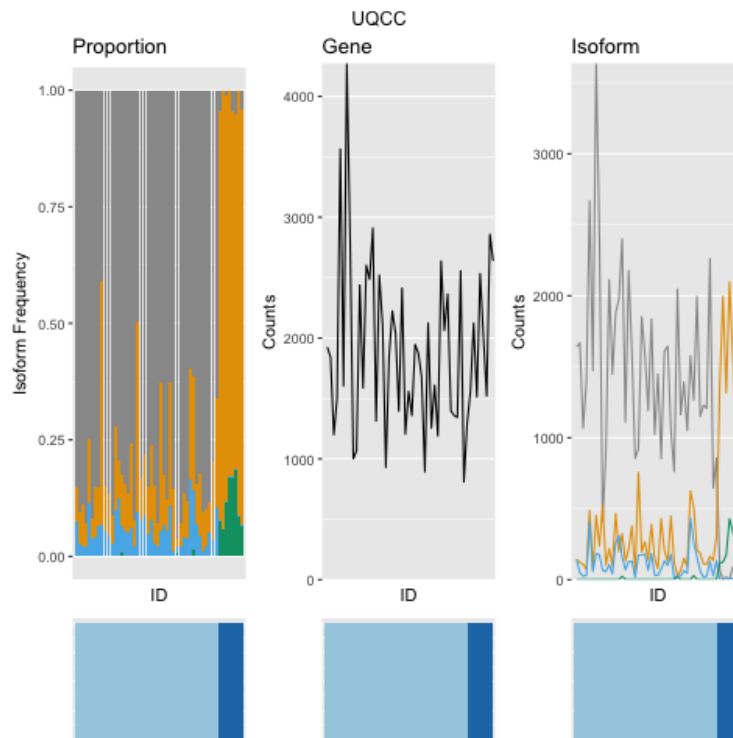 UQCC
Proportion
Gene
Isoform
Isoform Frequency
1.00
0.75
0.50
0.25
0.00
ID
Counts
4000
3000
2000
1000
0
ID
Counts
3000
2000
1000
0
ID